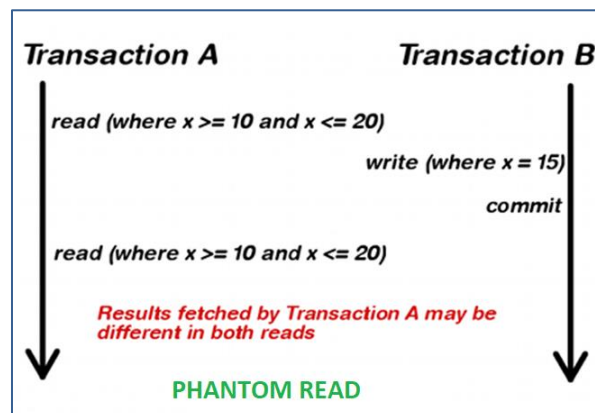 Transaction A
Transaction B
read (where x >= 10 and x <= 20)
write (where x = 15)
commit
read (where x >= 10 and x <= 20)
Results fetched by Transaction A may be
different in both reads
PHANTOM READ